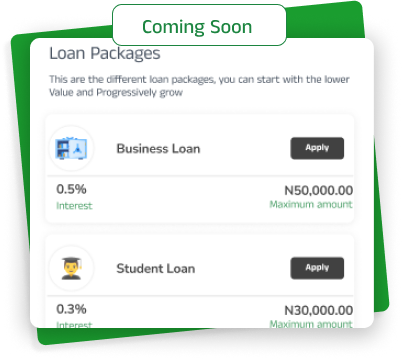 Coming Soon
Loan Packages
This are the different loan packages, you can start with the lower
Value and Progressively grow
Business Loan
Apply
0.5%
N50,000.00
Interest
Maximum amount
Student Loan
Apply
0.3%
N30,000.00
Interest
Maximum amount